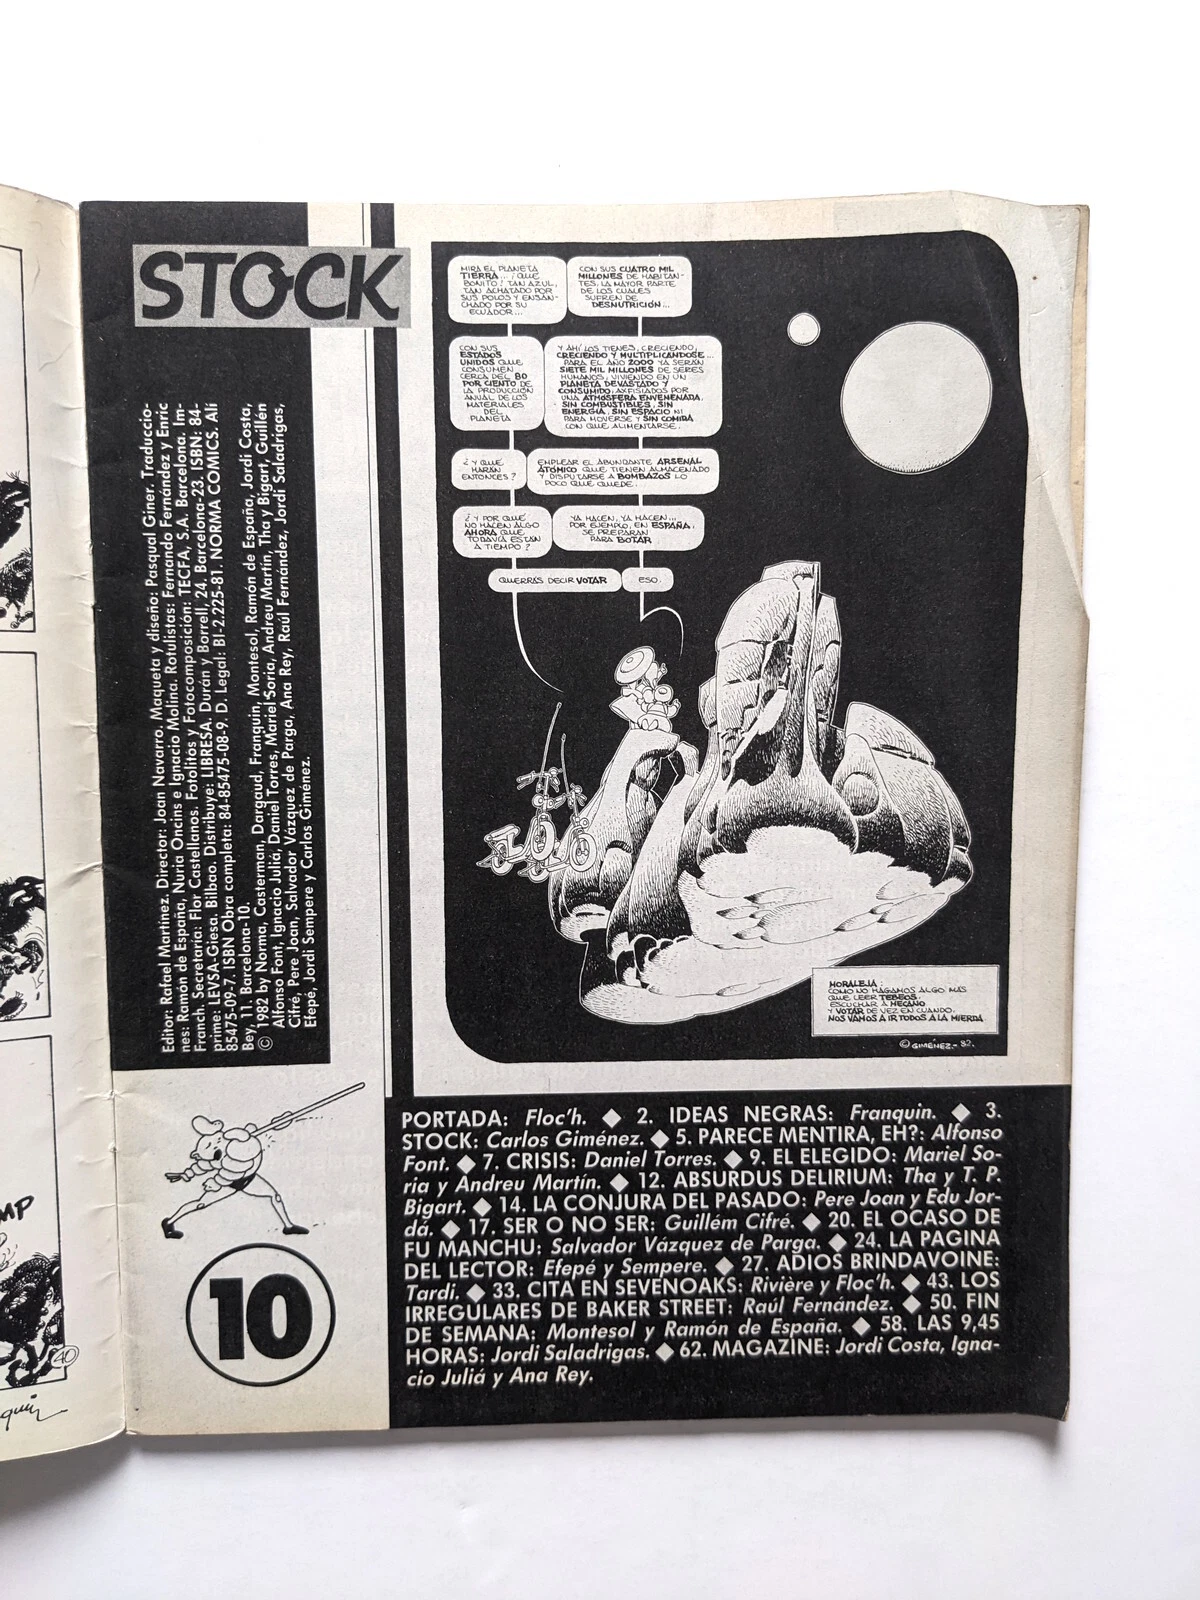 STOCK
Editor: Rafael Martínez. Director: Joan Navarro. Maqueta y diseño: Pasqual Giner. Traduccio-
nes: Ramón de España, Nuria Oncins e Ignacio Molina. Rotulistas: Fernando Fernández y Enric
Franch. Secretaria: Flor Castellanos. Fotolitos y Fotocomposición: TECFA, S.A. Barcelona. Im-
prime: LEVSA-Giesa. Bilbao. Distribuye: LIBRESA. Durán y Borrell, 24. Barcelona-23. ISBN: 84-
85475-09-7. ISBN Obra completa: 84-85475-08-9. D. Legal: BI-2.225-81. NORMA COMICS. Alí
Bey, 11. Barcelona-10.
© 1982 by Norma, Casterman, Dargaud, Franquin, Montesol, Ramón de España, Jordi Costa,
Alfonso Font, Ignacio Juliá, Daniel Torres, Mariel Soria, Andreu Martín, Tha y Bigart, Guillén
Cifré, Pere Joan, Salvador Vázquez de Parga, Ana Rey, Raúl Fernández, Jordi Saladrigas,
Efepé, Jordi Sempere y Carlos Giménez.
MIRA EL PLANETA
TIERRA... ¡QUE
BONITO! TAN AZUL,
TAN ACHATADO POR
SUS POLOS Y ENSAN-
CHADO POR SU
ECUADOR...
CON SUS CUATRO MIL
MILLONES DE HABITAN-
TES. LA MAYOR PARTE
DE LOS CUALES
SUFREN DE
DESNUTRICIÓN...
CON SUS
ESTADOS
UNIDOS QUE
CONSUMEN
CERCA DEL 80
POR CIENTO DE
LA PRODUCCIÓN
ANUAL DE LOS
MATERIALES
DEL
PLANETA
Y AHÍ LOS TIENES, CRECIENDO,
CRECIENDO Y MULTIPLICANDOSE...
PARA EL AÑO 2000 YA SERÁN
SIETE MIL MILLONES DE SERES
HUMANOS, VIVIENDO EN UN
PLANETA DEVASTADO Y
CONSUMIDO, AXFISIADOS POR
UNA ATMÓSFERA ENVENENADA,
SIN COMBUSTIBLES, SIN
ENERGÍA, SIN ESPACIO NI
PARA MOVERSE Y SIN COMIDA
CON QUE ALIMENTARSE.
¿Y QUÉ
HARÁN
ENTONCES?
EMPLEAR EL ABUNDANTE ARSENAL
ATÓMICO QUE TIENEN ALMACENADO
Y DISPUTARSE A BOMBAZOS LO
POCO QUE QUEDE.
¿Y POR QUÉ
NO HACEN ALGO
AHORA QUE
TODAVÍA ESTÁN
A TIEMPO?
YA HACEN, YA HACEN...
POR EJEMPLO, EN ESPAÑA,
SE PREPARAN
PARA BOTAR.
QUERRÁS DECIR VOTAR
ESO.
MORALEJA:
COMO NO HAGAMOS ALGO MÁS
QUE LEER TEBEOS,
ESCUCHAR A MECANO
Y VOTAR DE VEZ EN CUANDO,
NOS VAMOS A IR TODOS A LA MIERDA.
© GIMÉNEZ.- 82.
10
PORTADA: Floc'h. ◆ 2. IDEAS NEGRAS: Franquin. ◆ 3.
STOCK: Carlos Giménez. ◆ 5. PARECE MENTIRA, EH?: Alfonso
Font. ◆ 7. CRISIS: Daniel Torres. ◆ 9. EL ELEGIDO: Mariel So-
ria y Andreu Martín. ◆ 12. ABSURDUS DELIRIUM: Tha y T. P.
Bigart. ◆ 14. LA CONJURA DEL PASADO: Pere Joan y Edu Jor-
dá. ◆ 17. SER O NO SER: Guillém Cifré. ◆ 20. EL OCASO DE
FU MANCHU: Salvador Vázquez de Parga. ◆ 24. LA PAGINA
DEL LECTOR: Efepé y Sempere. ◆ 27. ADIOS BRINDAVOINE:
Tardi. ◆ 33. CITA EN SEVENOAKS: Rivière y Floc'h. ◆ 43. LOS
IRREGULARES DE BAKER STREET: Raúl Fernández. ◆ 50. FIN
DE SEMANA: Montesol y Ramón de España. ◆ 58. LAS 9,45
HORAS: Jordi Saladrigas. ◆ 62. MAGAZINE: Jordi Costa, Igna-
cio Juliá y Ana Rey.
40